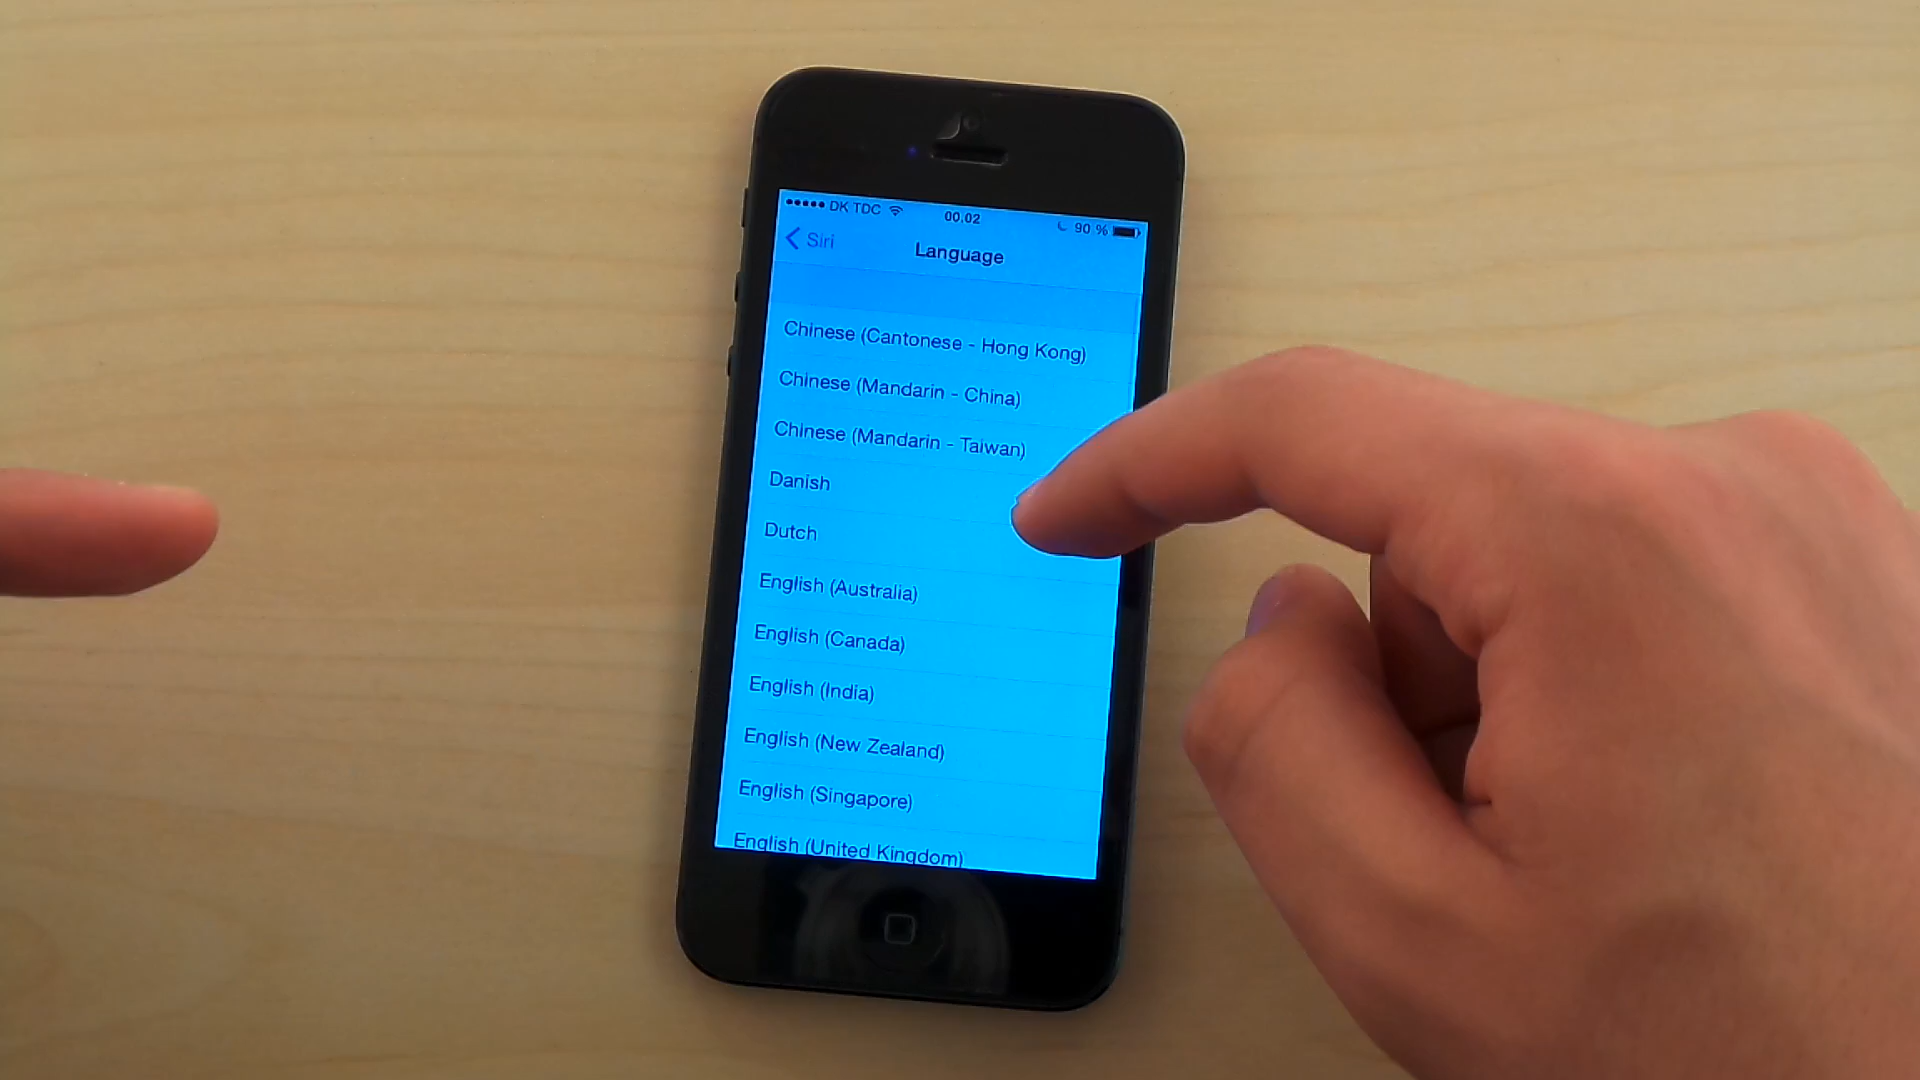 DK TDC 00.02 90 %
Siri Language
Chinese (Cantonese - Hong Kong)
Chinese (Mandarin - China)
Chinese (Mandarin - Taiwan)
Danish
Dutch
English (Australia)
English (Canada)
English (India)
English (New Zealand)
English (Singapore)
English (United Kingdom)